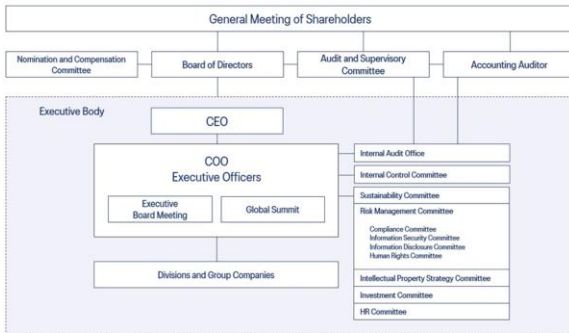 General Meeting of Shareholders
Nomination and Compensation
Committee
Board of Directors
Audit and Supervisory
Committee
Accounting Auditor
Executive Body
CEO
COO
Executive Officers
Executive
Board Meeting
Global Summit
Divisions and Group Companies
Internal Audit Office
Internal Control Committee
Sustainability Committee
Risk Management Committee
Compliance Committee
Information Security Committee
Information Disclosure Committee
Human Rights Committee
Intellectual Property Strategy Committee
Investment Committee
HR Committee